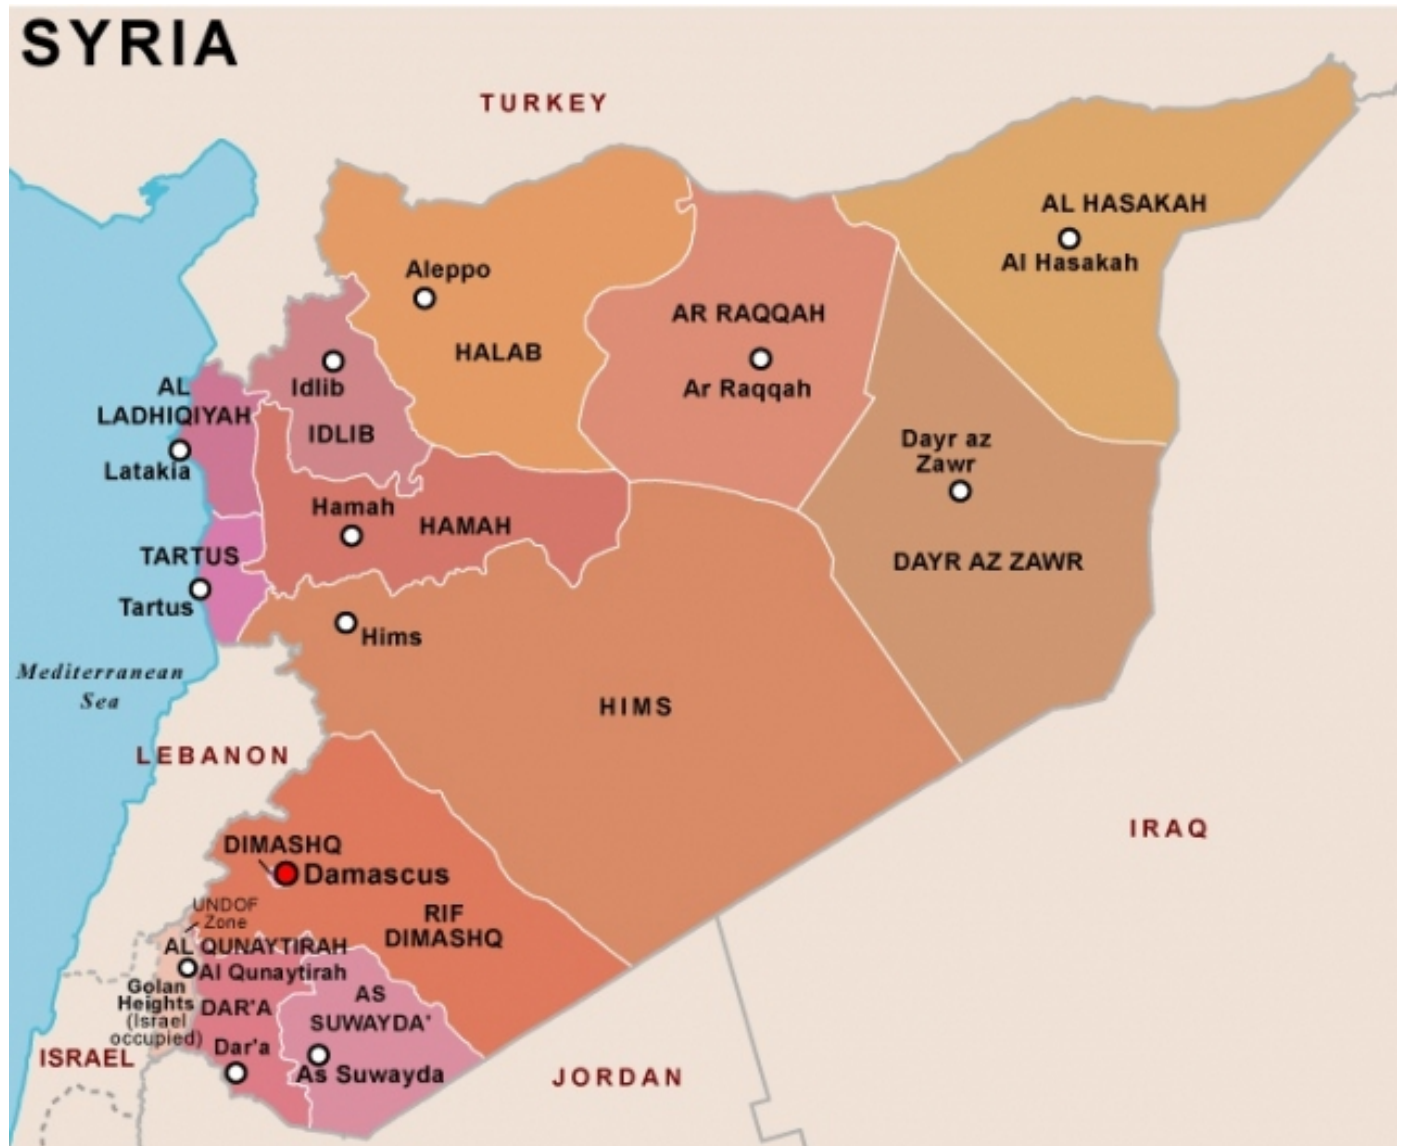 SYRIA
TURKEY
AL HASAKAH
Al Hasakah
Aleppo
HALAB
AR RAQQAH
Ar Raqqah
Idlib
IDLIB
AL
LADHIQIYAH
Latakia
Dayr az
Zawr
DAYR AZ ZAWR
Hamah
HAMAH
TARTUS
Tartus
Hims
HIMS
Mediterranean
Sea
LEBANON
IRAQ
DIMASHQ
Damascus
RIF
DIMASHQ
UNDOF
Zone
AL QUNAYTIRAH
Al Qunaytirah
Golan
Heights
(Israel
occupied)
DAR'A
Dar'a
AS
SUWAYDA'
As Suwayda
ISRAEL
JORDAN